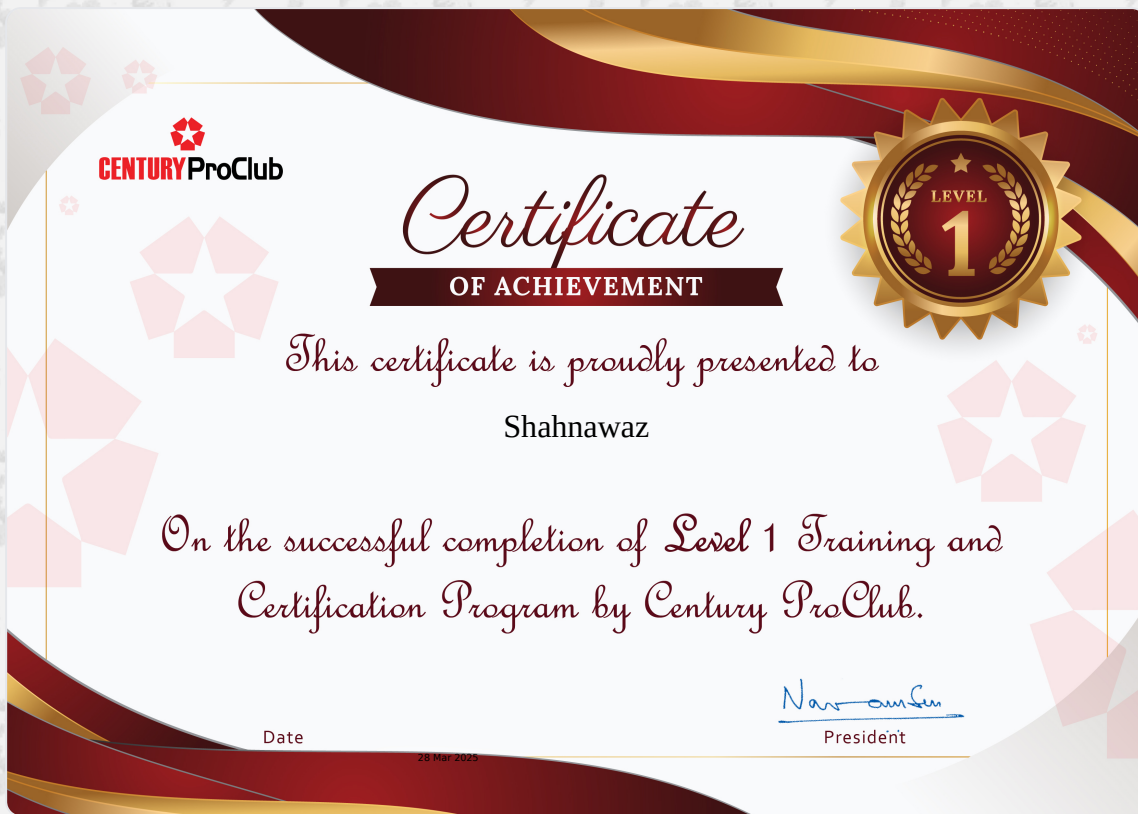 CENTURY ProClub
Certificate
OF ACHIEVEMENT
LEVEL
1
This certificate is proudly presented to
Shahnawaz
On the successful completion of Level 1 Training and
Certification Program by Century ProClub.
Date
President
28 Mar 2025